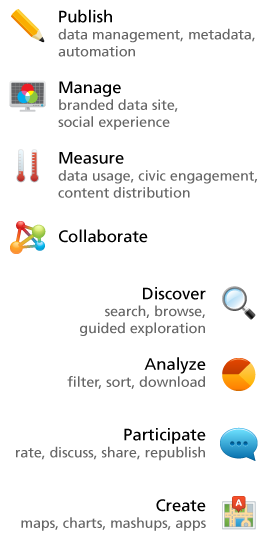 Publish
data management, metadata,
automation
Manage
branded data site,
social experience
Measure
data usage, civic engagement,
content distribution
Collaborate
Discover
search, browse,
guided exploration
Analyze
filter, sort, download
Participate
rate, discuss, share, republish
Create
A
maps, charts, mashups, apps